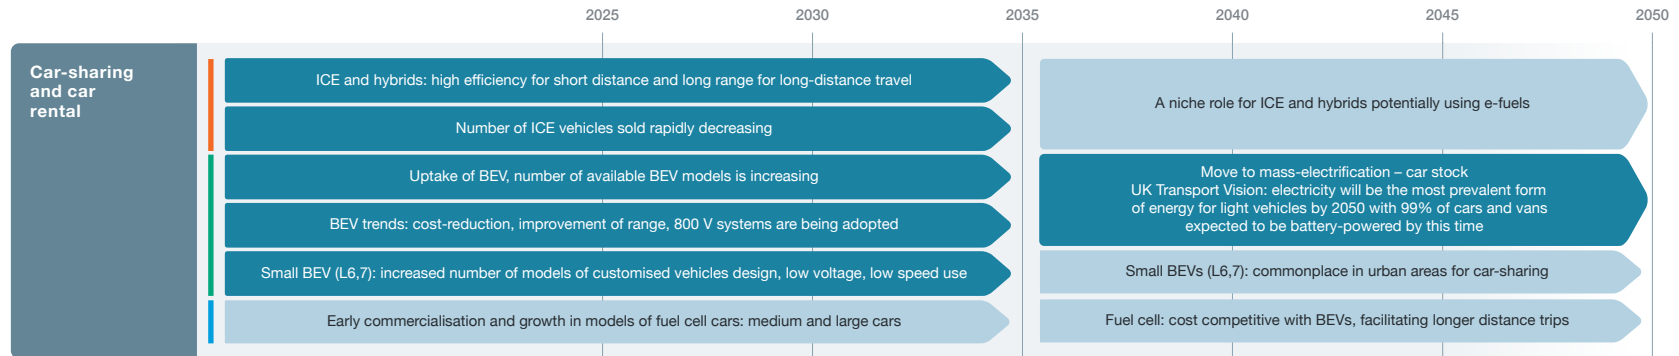 2025 2030 2035 2040 2045 2050
Car-sharing
and car
rental
ICE and hybrids: high efficiency for short distance and long range for long-distance travel
Number of ICE vehicles sold rapidly decreasing
Uptake of BEV, number of available BEV models is increasing
BEV trends: cost-reduction, improvement of range, 800 V systems are being adopted
Small BEV (L6,7): increased number of models of customised vehicles design, low voltage, low speed use
Early commercialisation and growth in models of fuel cell cars: medium and large cars
A niche role for ICE and hybrids potentially using e-fuels
Move to mass-electrification – car stock
UK Transport Vision: electricity will be the most prevalent form
of energy for light vehicles by 2050 with 99% of cars and vans
expected to be battery-powered by this time
Small BEVs (L6,7): commonplace in urban areas for car-sharing
Fuel cell: cost competitive with BEVs, facilitating longer distance trips